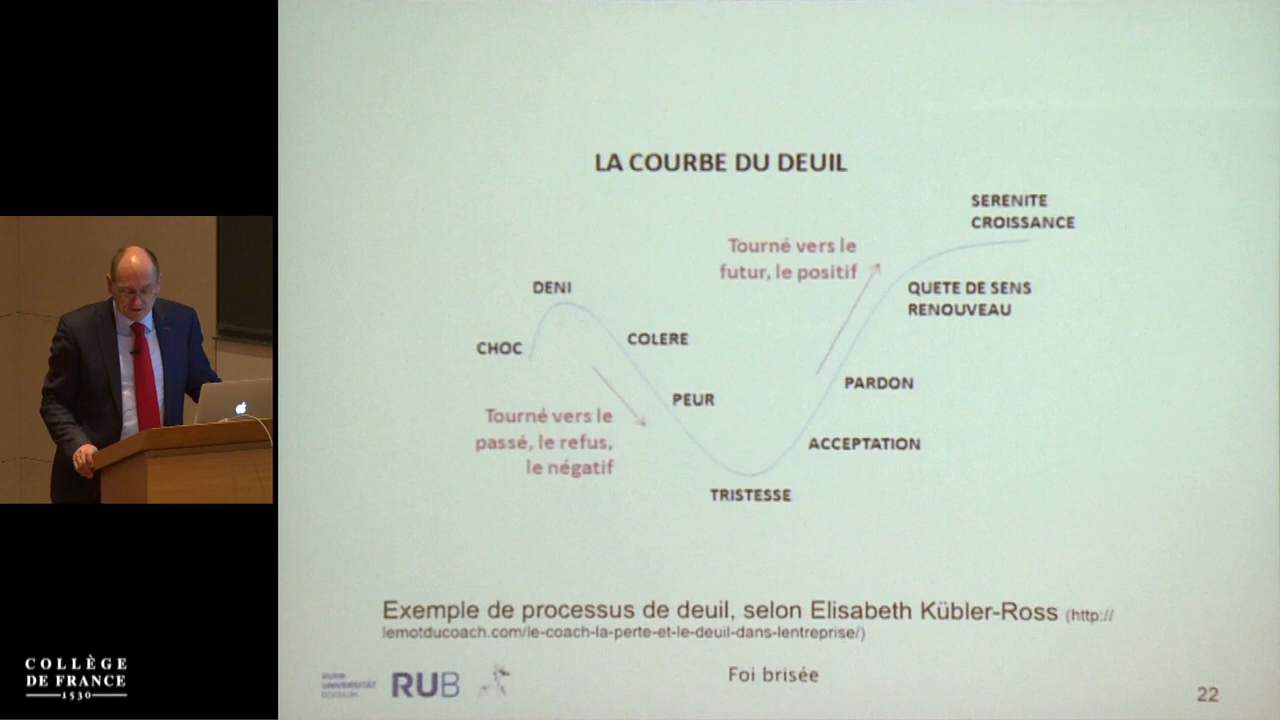 LA COURBE DU DEUIL
SERENITE
CROISSANCE
Tourné vers le
futur, le positif
DENI
QUETE DE SENS
RENOUVEAU
COLERE
CHOC
PARDON
PEUR
Tourné vers le
passé, le refus,
le négatif
ACCEPTATION
TRISTESSE
Exemple de processus de deuil, selon Elisabeth Kübler-Ross (http://
lemotducoach.com/le-coach-la-perte-et-le-deuil-dans-lentreprise/)
COLLÈGE
DE FRANCE
1530
RUHR
UNIVERSITÄT
BOCHUM
RUB
Foi brisée
22